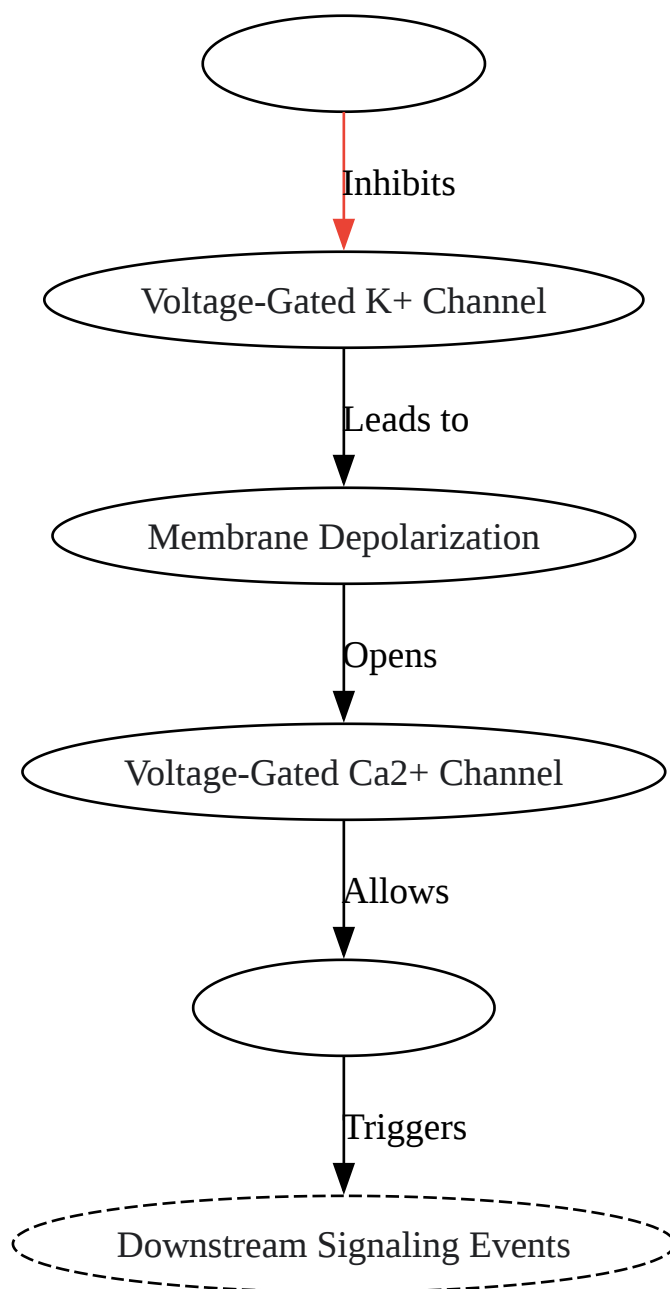 Inhibits
Voltage-Gated K+ Channel
Leads to
Membrane Depolarization
Opens
Voltage-Gated Ca2+ Channel
Allows
Triggers
Downstream Signaling Events